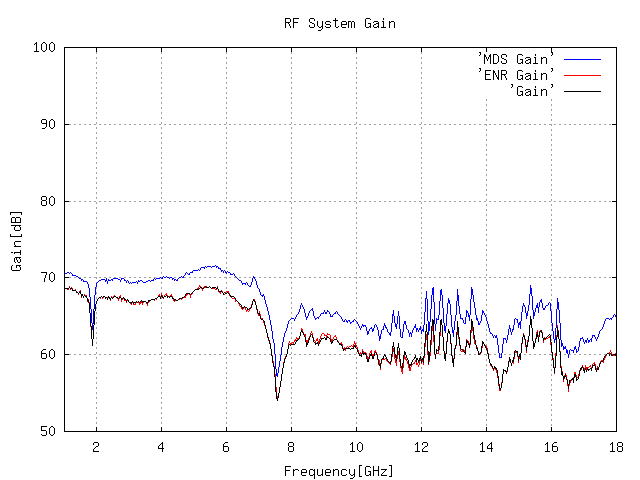 RF System Gain
100
'MDS Gain'
'ENR Gain'
'Gain'
90
80
70
60
50
Gain[dB]
2 4 6 8 10 12 14 16 18
Frequency[GHz]